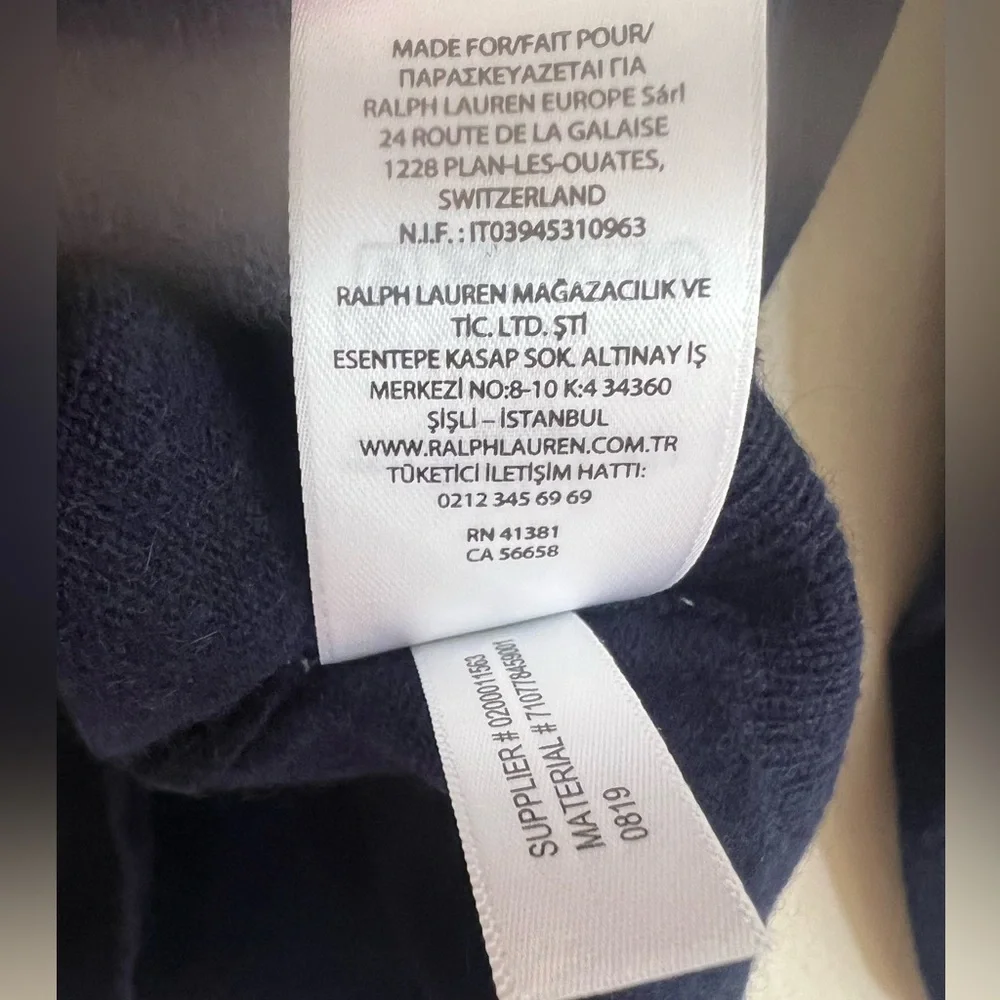 MADE FOR/FAIT POUR/
ΠΑΡΑΣΚΕΥΑΖΕΤΑΙ ΓΙΑ
RALPH LAUREN EUROPE Sárl
24 ROUTE DE LA GALAISE
1228 PLAN-LES-OUATES,
SWITZERLAND
N.I.F. : IT03945310963
RALPH LAUREN MAĞAZACILIK VE
TİC. LTD. ŞTİ
ESENTEPE KASAP SOK. ALTINAY İŞ
MERKEZİ NO:8-10 K:4 34360
ŞİŞLİ – İSTANBUL
WWW.RALPHLAUREN.COM.TR
TÜKETİCİ İLETİŞİM HATTI:
0212 345 69 69
RN 41381
CA 56658
SUPPLIER# 0200011563
MATERIAL # 710778459001
0819